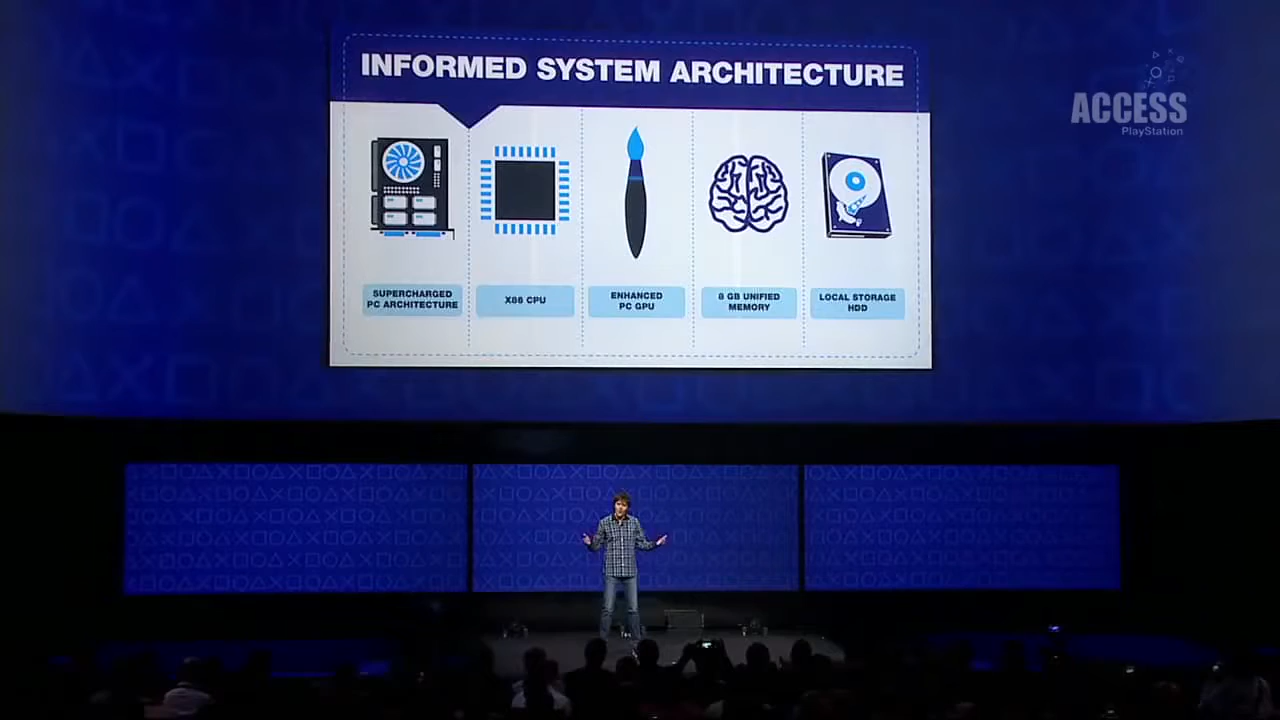 INFORMED SYSTEM ARCHITECTURE
ACCESS
PlayStation
SUPERCHARGED
PC ARCHITECTURE
X86 CPU
ENHANCED
PC GPU
8 GB UNIFIED
MEMORY
LOCAL STORAGE
HDD